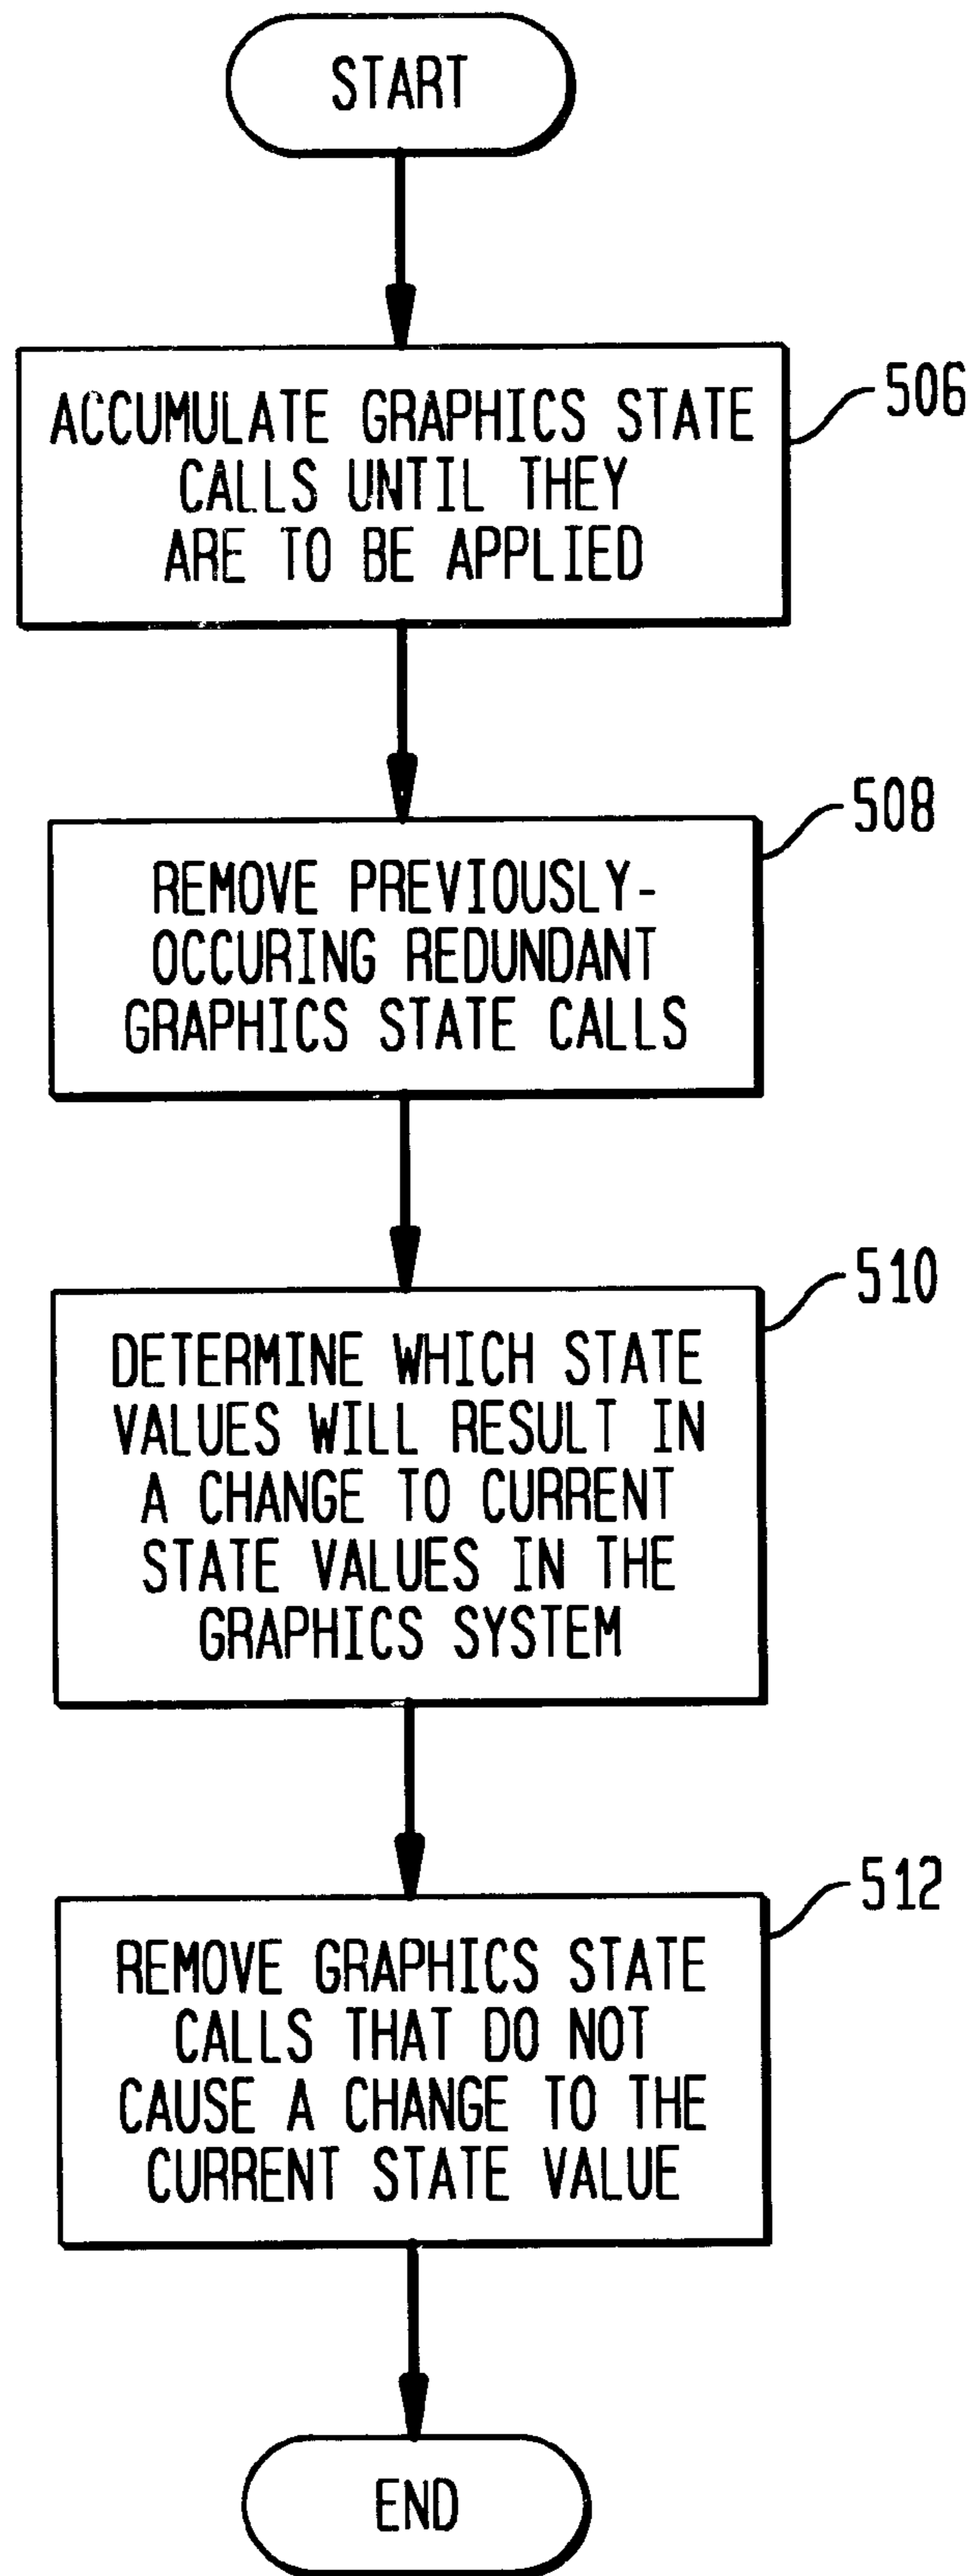 START
ACCUMULATE GRAPHICS STATE
CALLS UNTIL THEY
ARE TO BE APPLIED
506
REMOVE PREVIOUSLY-
OCCURING REDUNDANT
GRAPHICS STATE CALLS
508
DETERMINE WHICH STATE
VALUES WILL RESULT IN
A CHANGE TO CURRENT
STATE VALUES IN THE
GRAPHICS SYSTEM
510
REMOVE GRAPHICS STATE
CALLS THAT DO NOT
CAUSE A CHANGE TO THE
CURRENT STATE VALUE
512
END